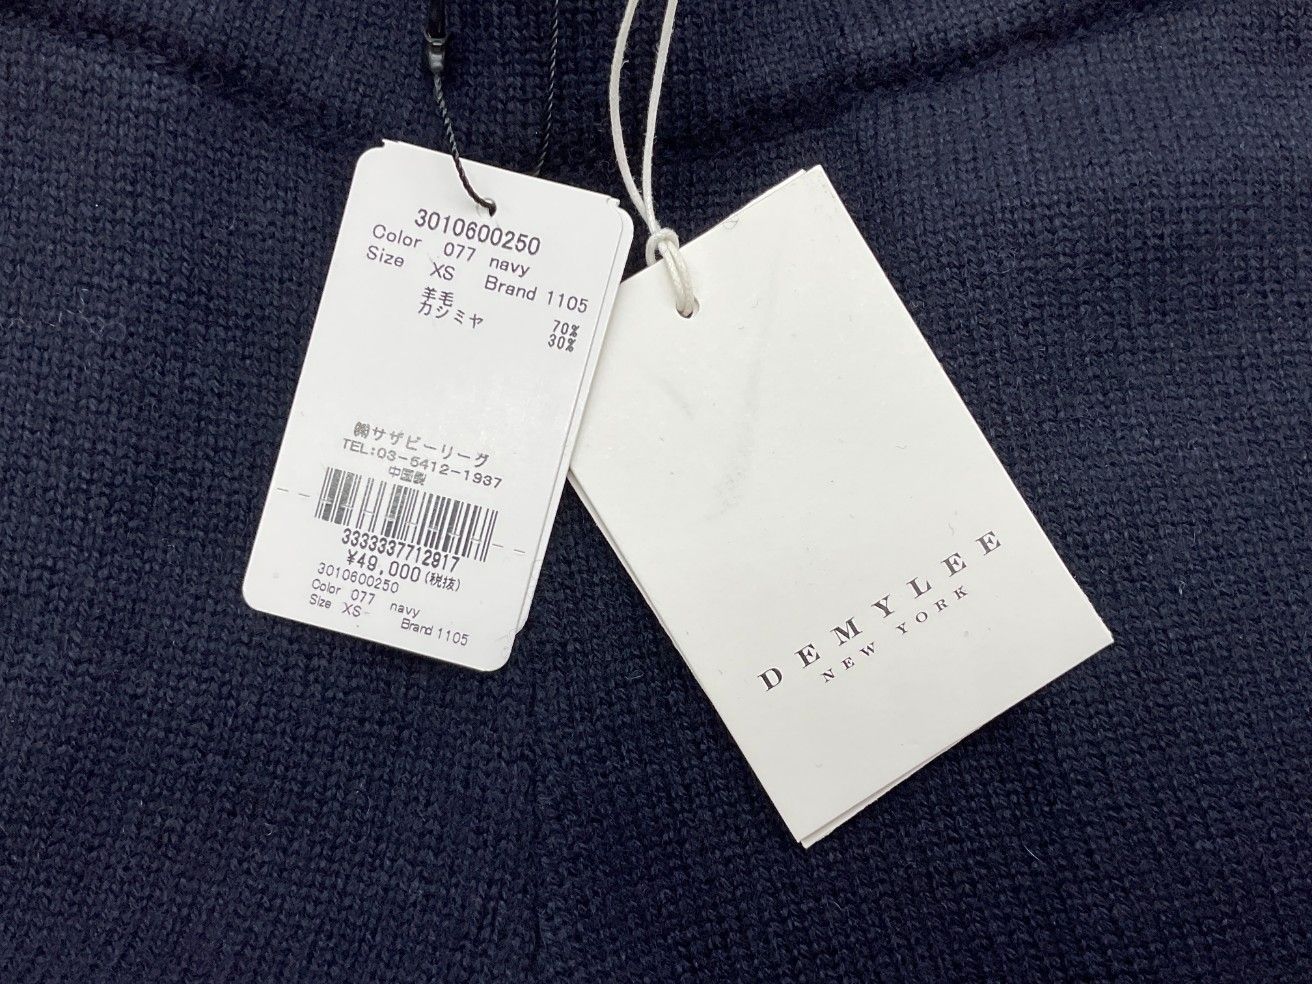 3010600250
Color 077 navy
Size XS Brand 1105
羊毛 70%
カシミヤ 30%
㈱サザビーリーグ
TEL:03-5412-1937
中国製
3333337712917
¥49,000(税抜)
3010600250
Color 077 navy
Size XS
Brand 1105
DEMYLEE
NEW YORK